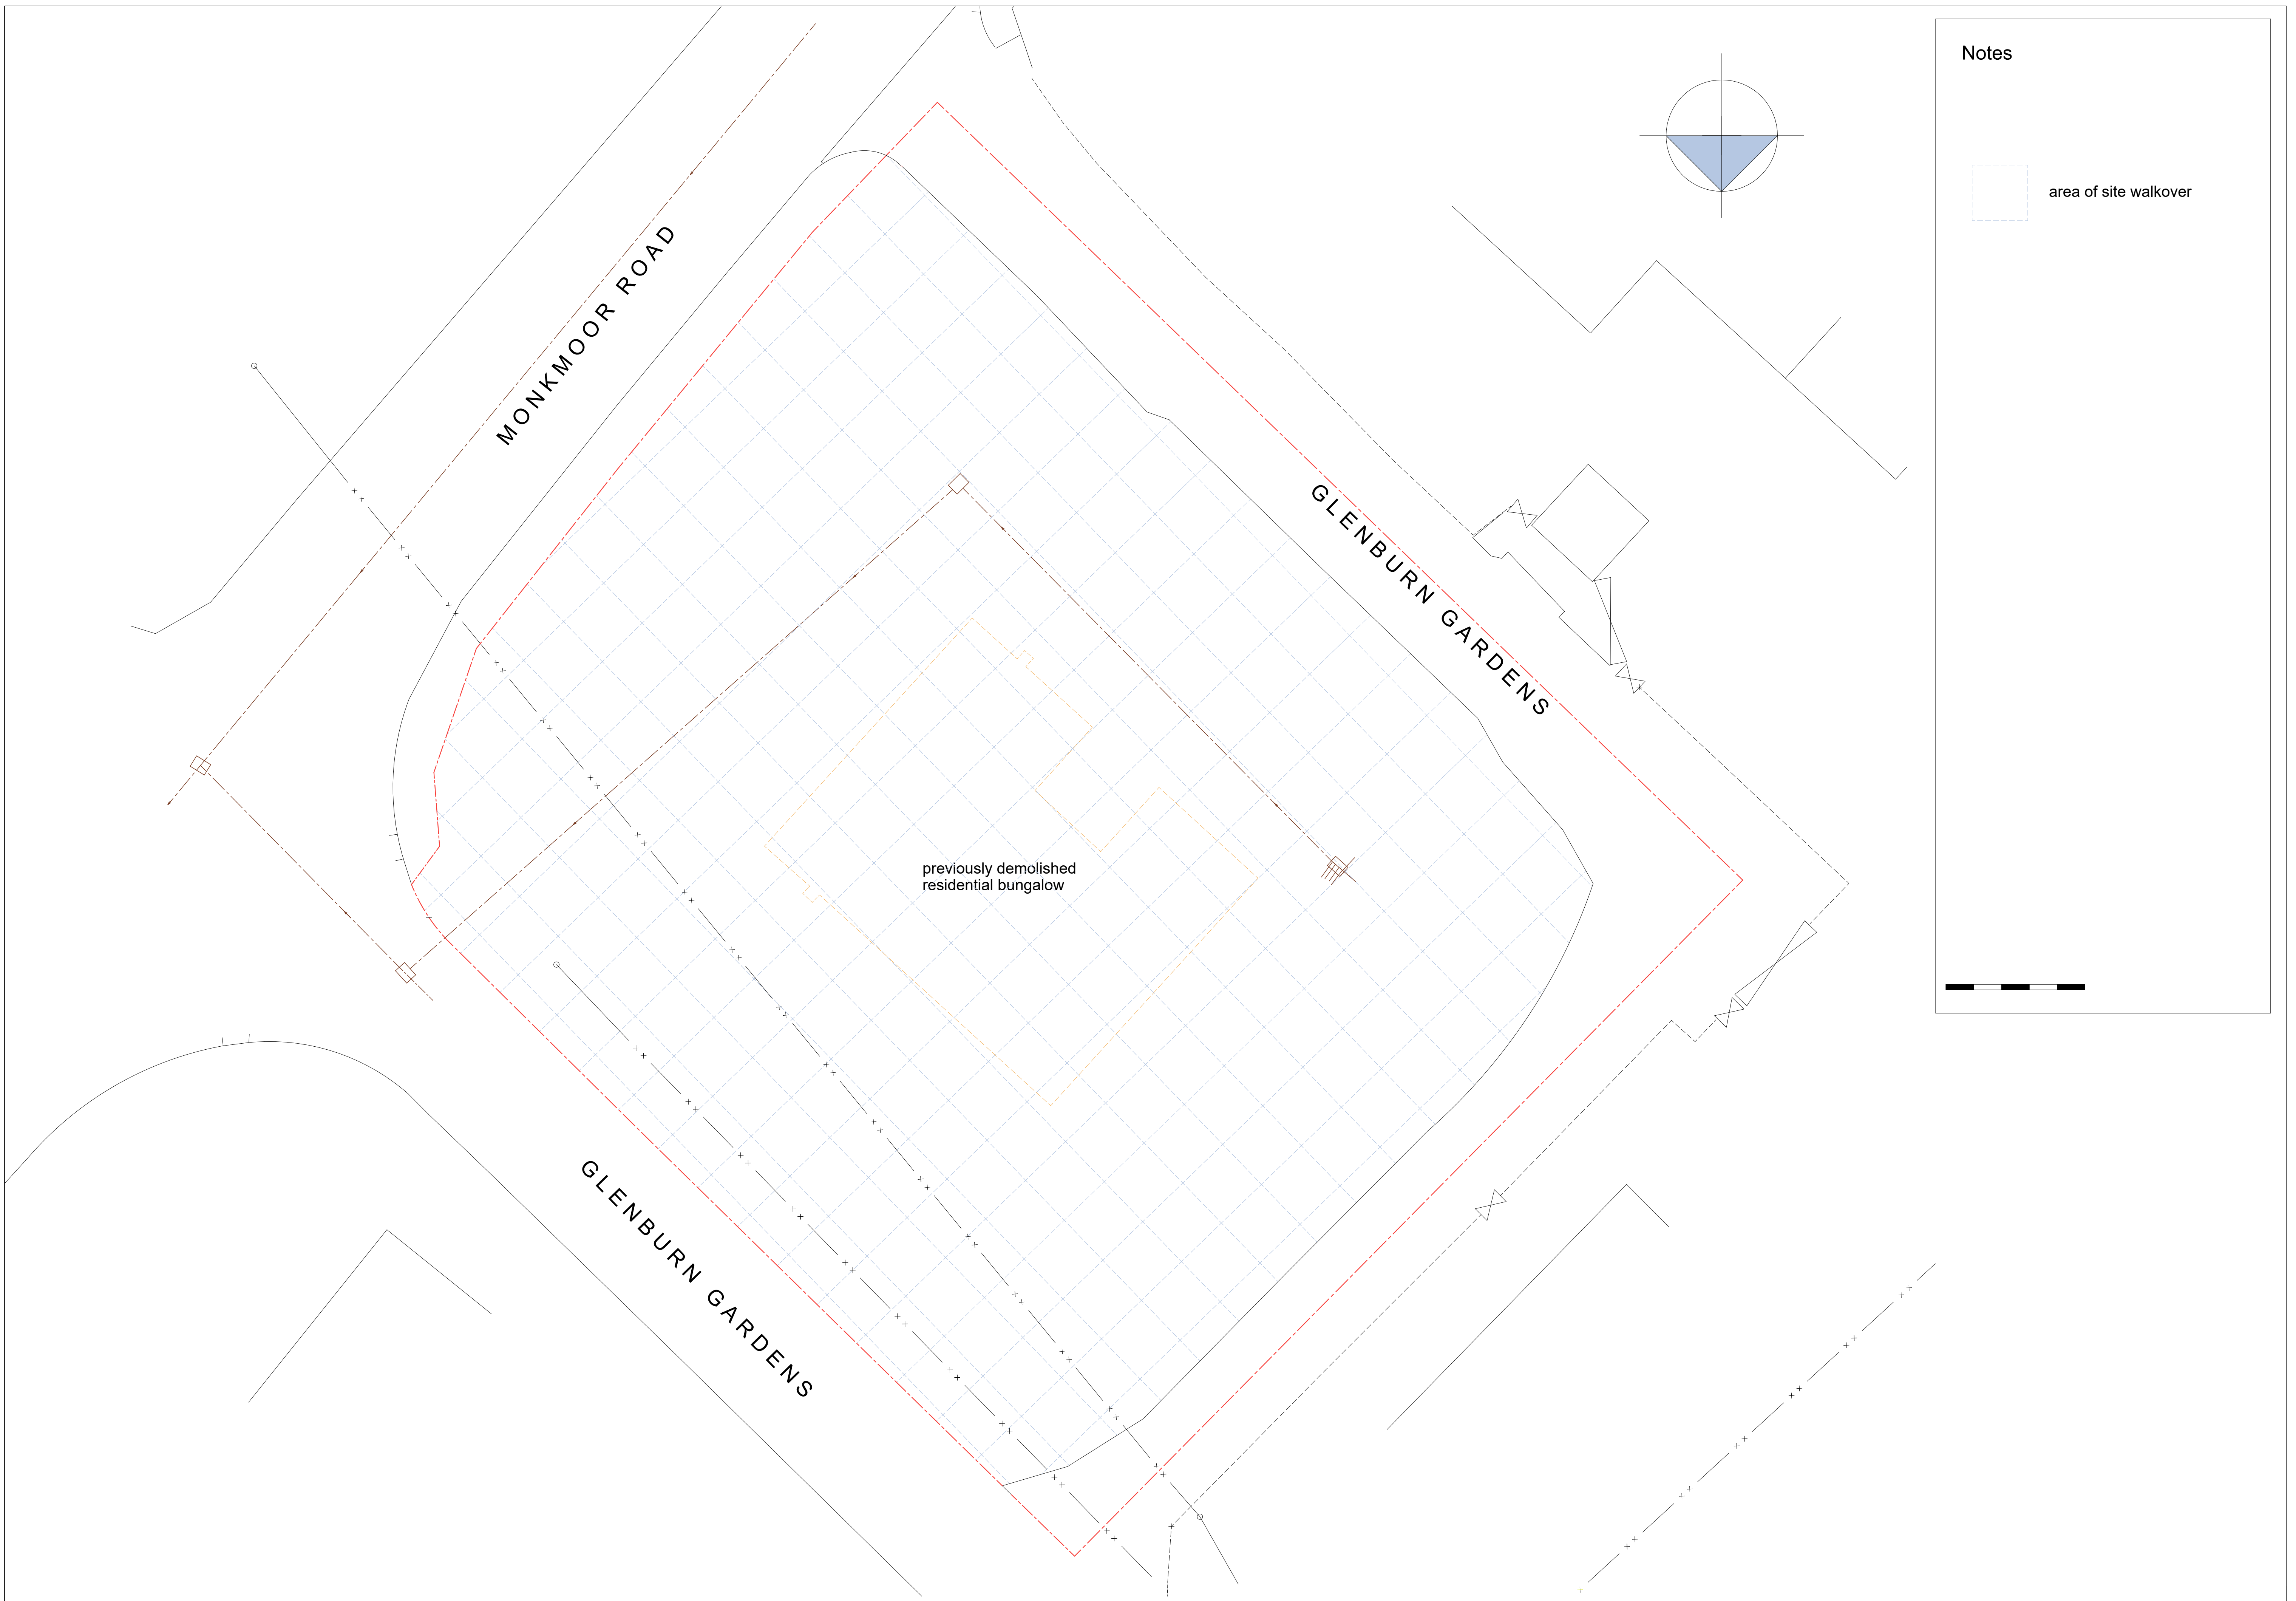 Notes
area of site walkover
MONKMOOR ROAD
GLENBURN GARDENS
previously demolished
residential bungalow
GLENBURN GARDENS